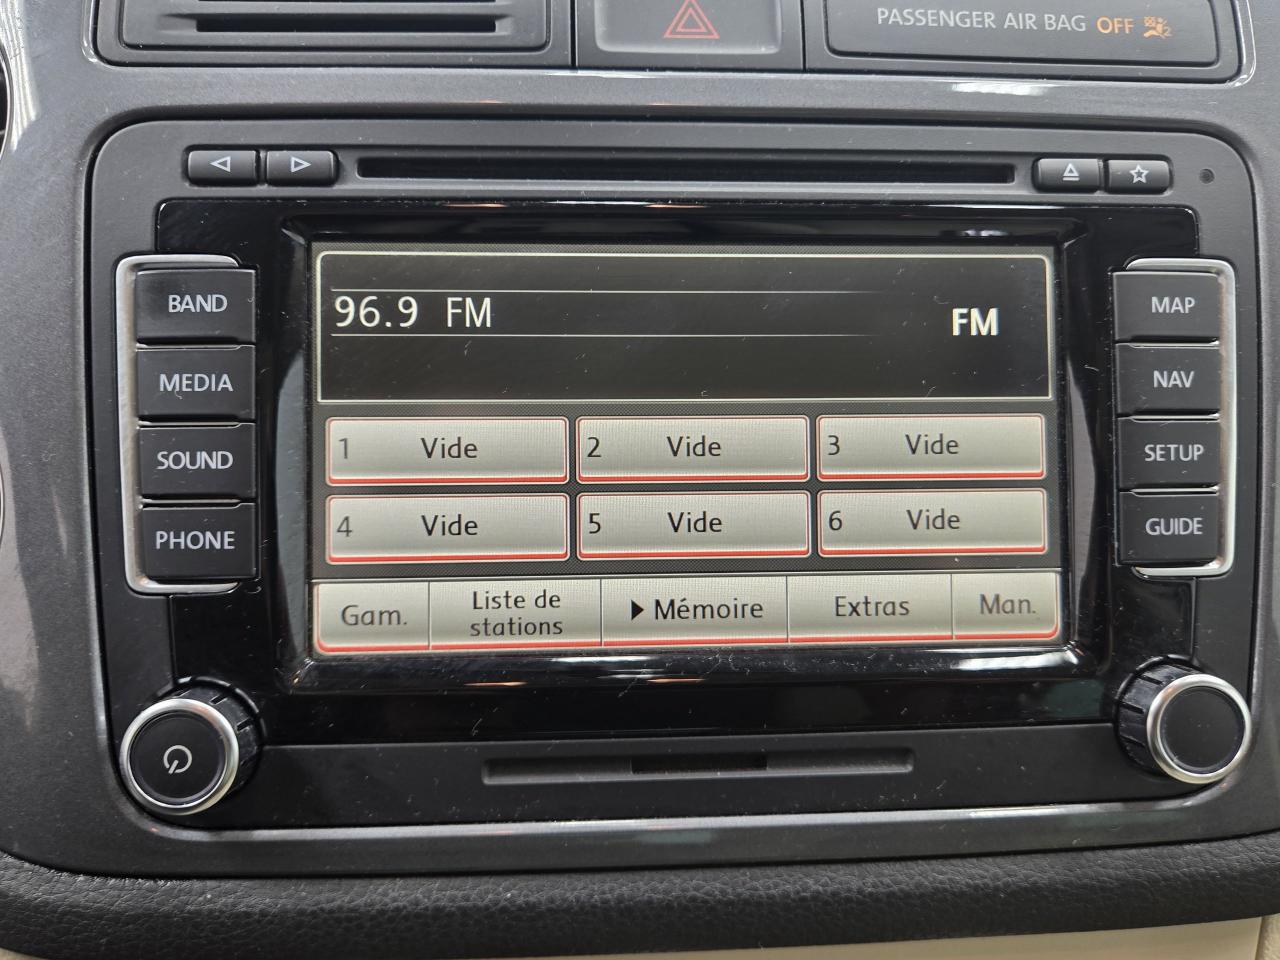 PASSENGER AIR BAG OFF
BAND
MEDIA
SOUND
PHONE
96.9 FM
FM
1 Vide
2 Vide
3 Vide
4 Vide
5 Vide
6 Vide
Gam.
Liste de
stations
Mémoire
Extras
Man.
MAP
NAV
SETUP
GUIDE